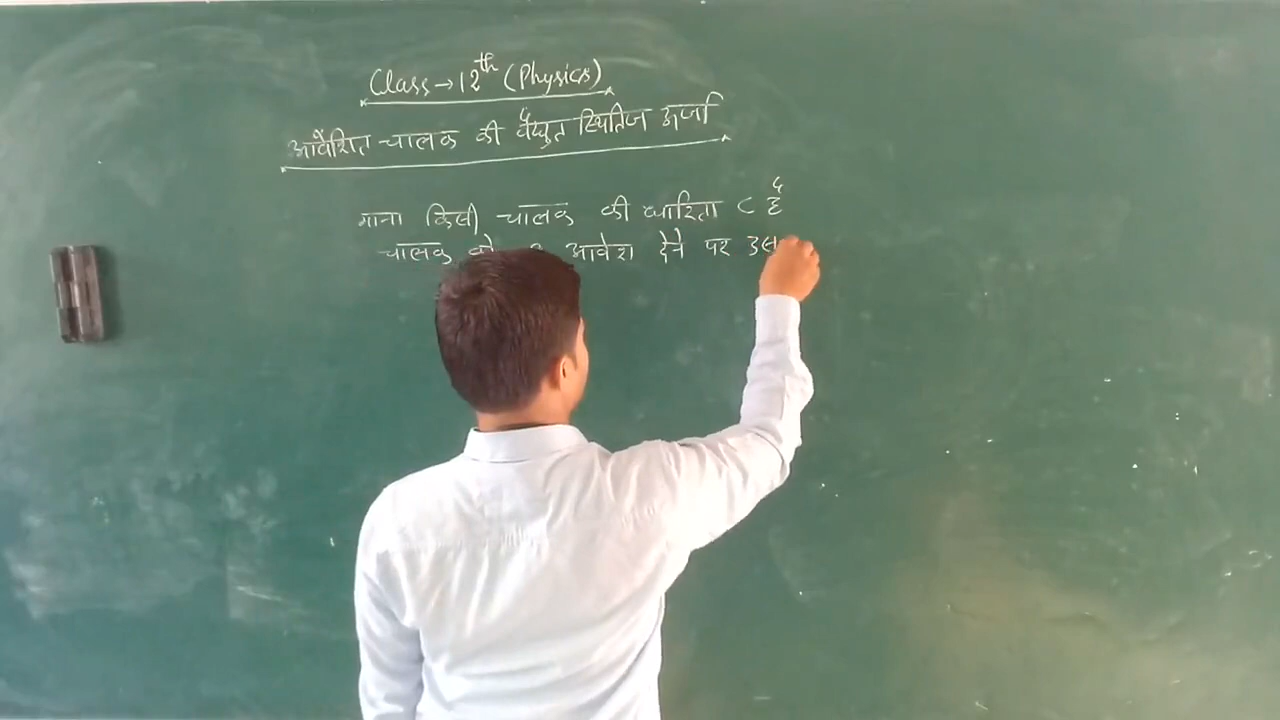 Class→12th (Physics)
आवेशित चालक की वैद्युत स्थितिज ऊर्जा
माना किसी चालक की धारिता C है
चालक को आवेश देने पर उस